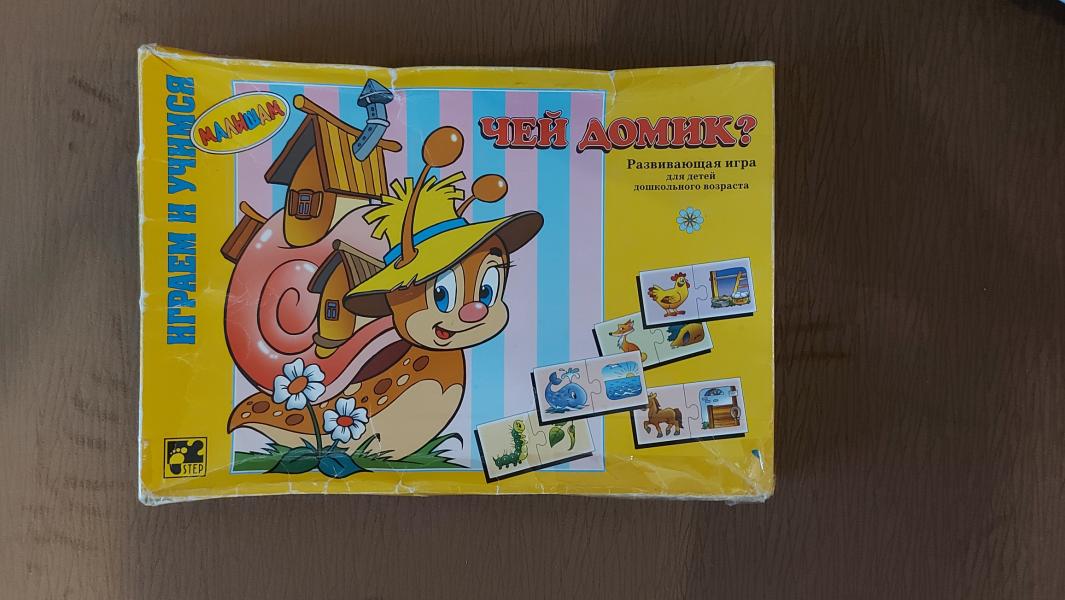 ИГРАЕМ И УЧИМСЯ
МАЛЫШАМ
ЧЕЙ ДОМИК?
Развивающая игра
для детей
дошкольного возраста
STEP